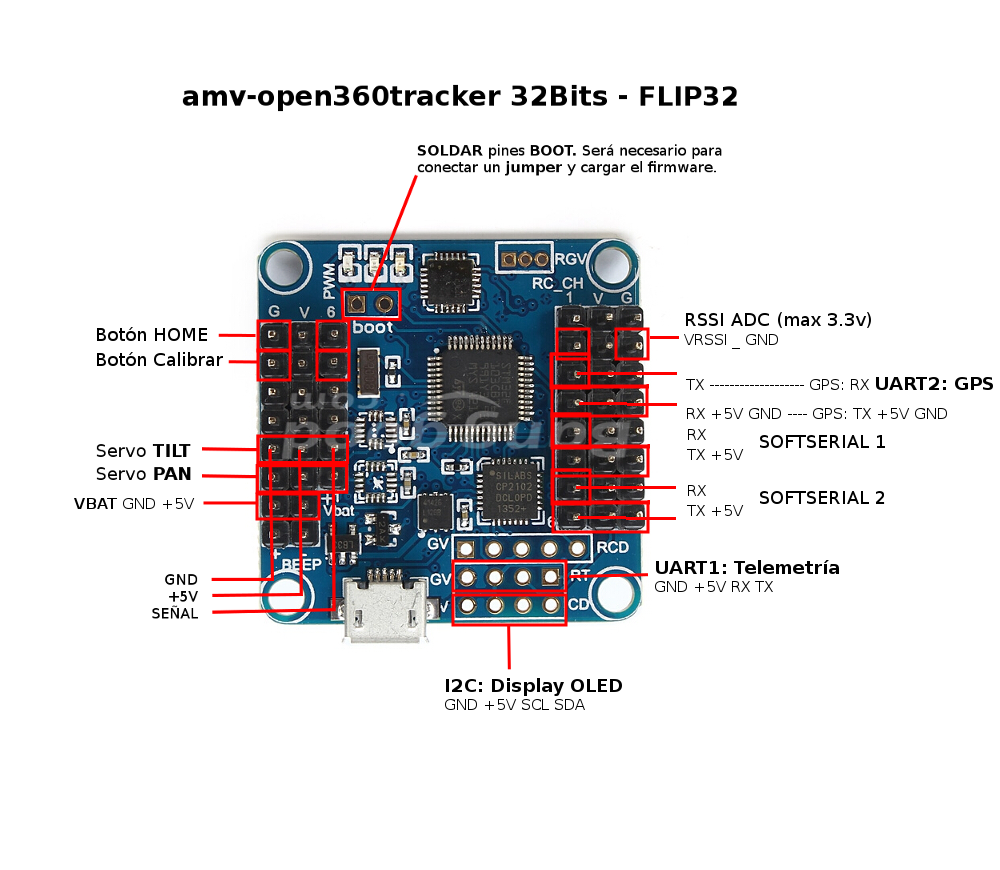 amv-open360tracker 32Bits - FLIP32
SOLDAR pines BOOT. Será necesario para
conectar un jumper y cargar el firmware.
RGV
RC_CH
PWM
1 V G
G V 6
boot
Botón HOME
Botón Calibrar
RSSI ADC (max 3.3v)
VRSSI _ GND
TX ------------------- GPS: RX UART2: GPS
RX +5V GND ---- GPS: TX +5V GND
RX
TX +5V
SOFTSERIAL 1
Servo TILT
Servo PAN
VBAT GND +5V
RX
TX +5V
SOFTSERIAL 2
SILABS
CP2102
DCL0PD
1352+
+
Vbat
6
GV
RCD
+
BEEP
GV
RT
V
CD
UART1: Telemetría
GND +5V RX TX
GND
+5V
SEÑAL
I2C: Display OLED
GND +5V SCL SDA